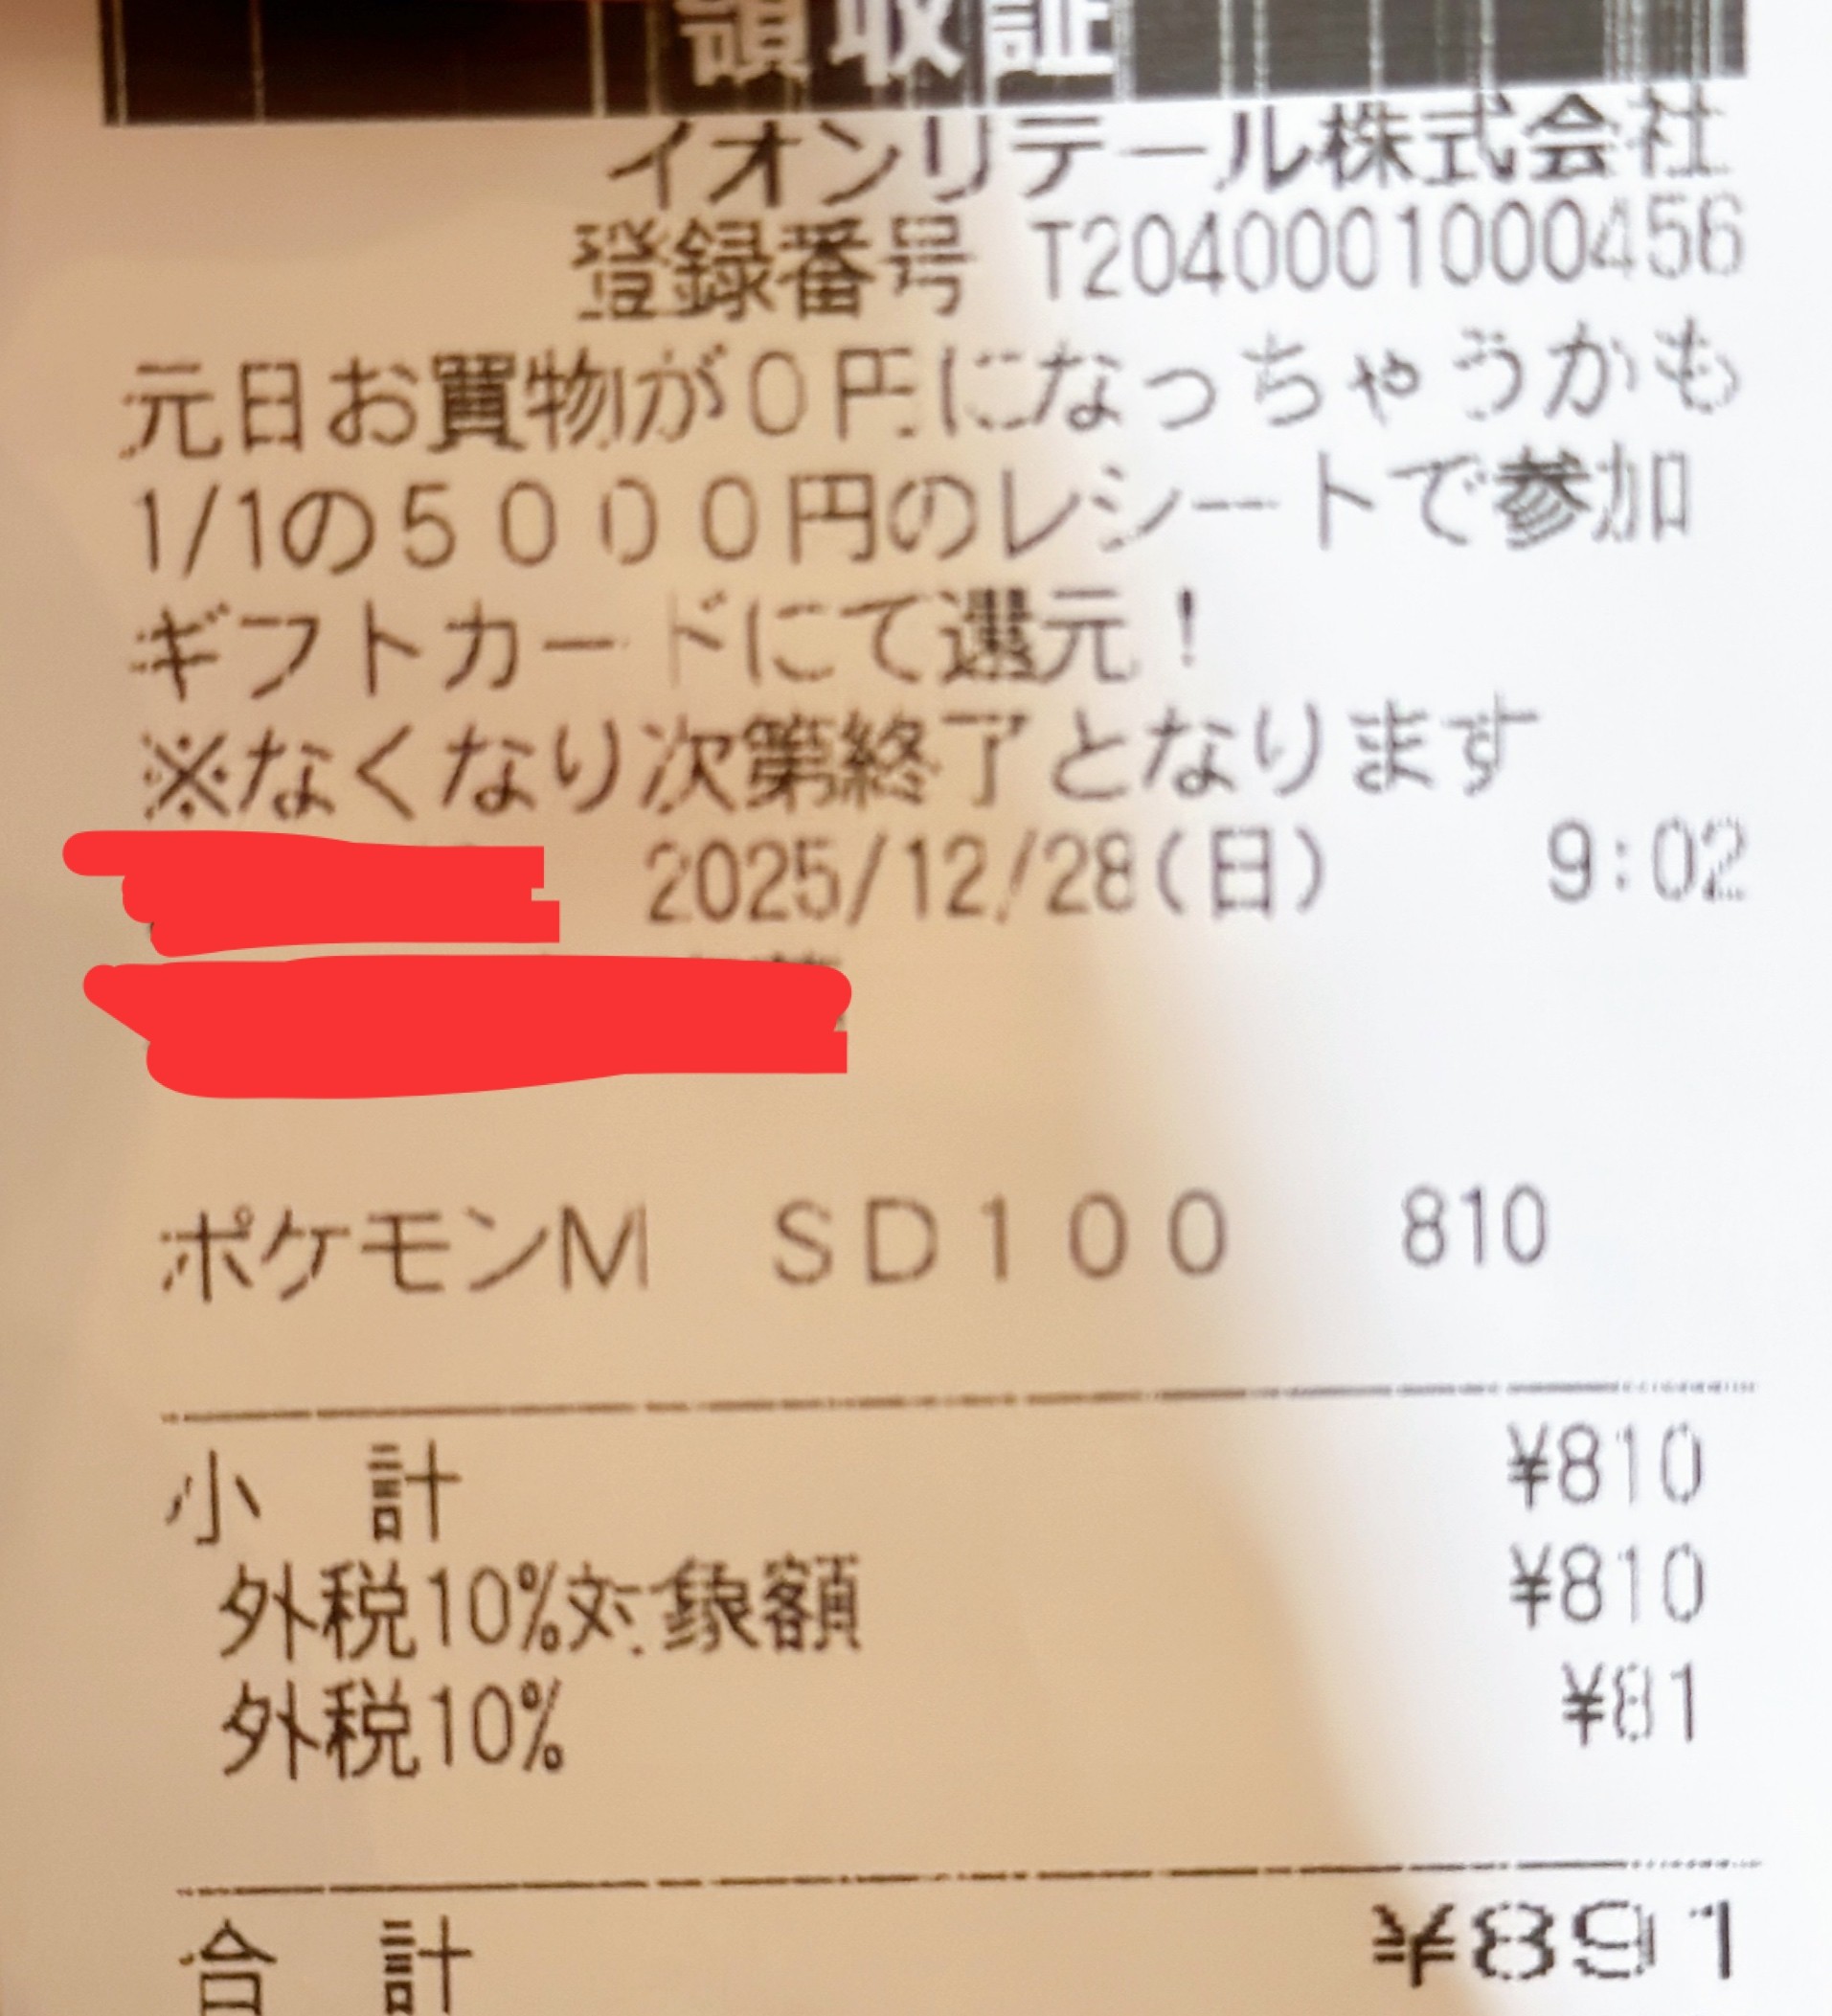 領収証
イオンリテール株式会社
登録番号 T2040001000456
元日お買物が0円になっちゃうかも
1/1の5000円のレシートで参加
ギフトカードにて還元！
※なくなり次第終了となります
2025/12/28(日) 9:02
ポケモンM SD100 810
小 計 ¥810
外税10%対象額 ¥810
外税10% ¥81
合 計 ¥891